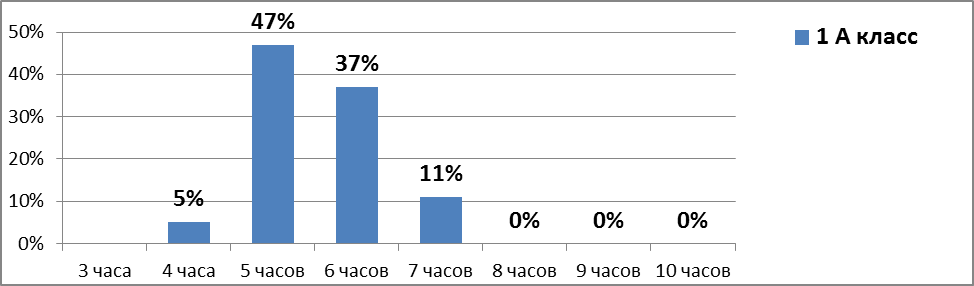 1 А класс
50%
40%
30%
20%
10%
0%
5%
47%
37%
11%
0%
0%
0%
3 часа
4 часа
5 часов
6 часов
7 часов
8 часов
9 часов
10 часов